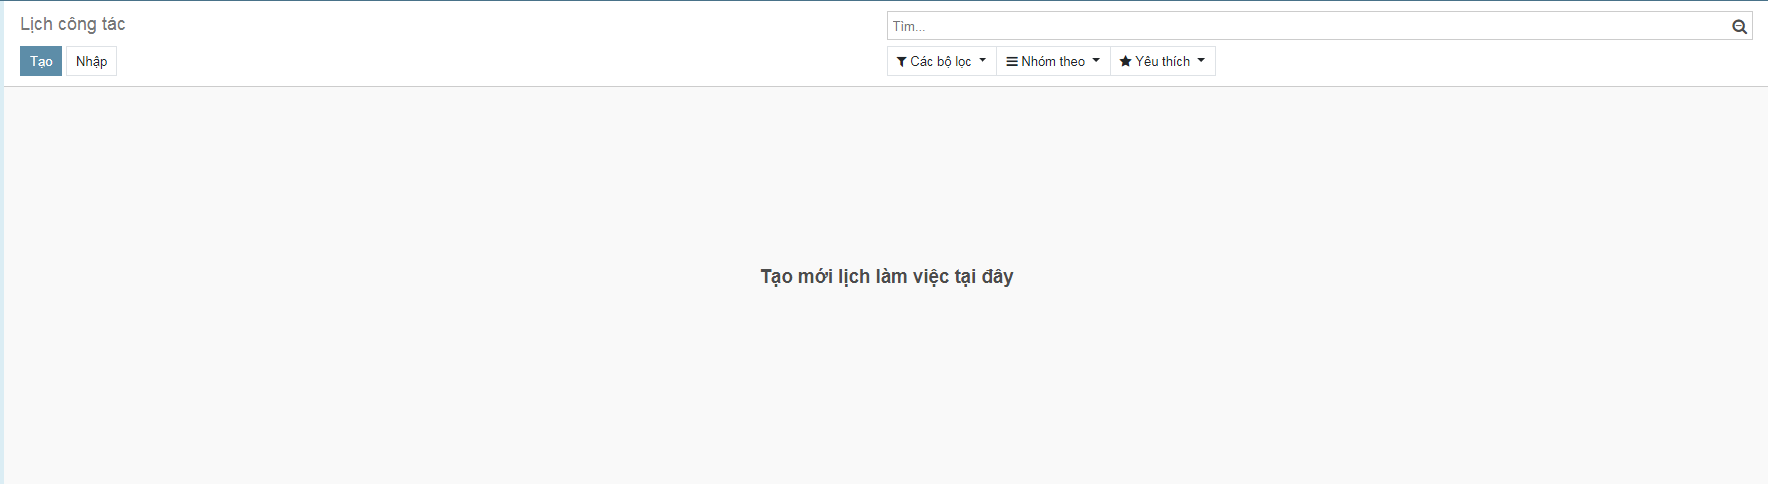 Lịch công tác
Tìm...
Tạo Nhập
Các bộ lọc Nhóm theo Yêu thích
Tạo mới lịch làm việc tại đây